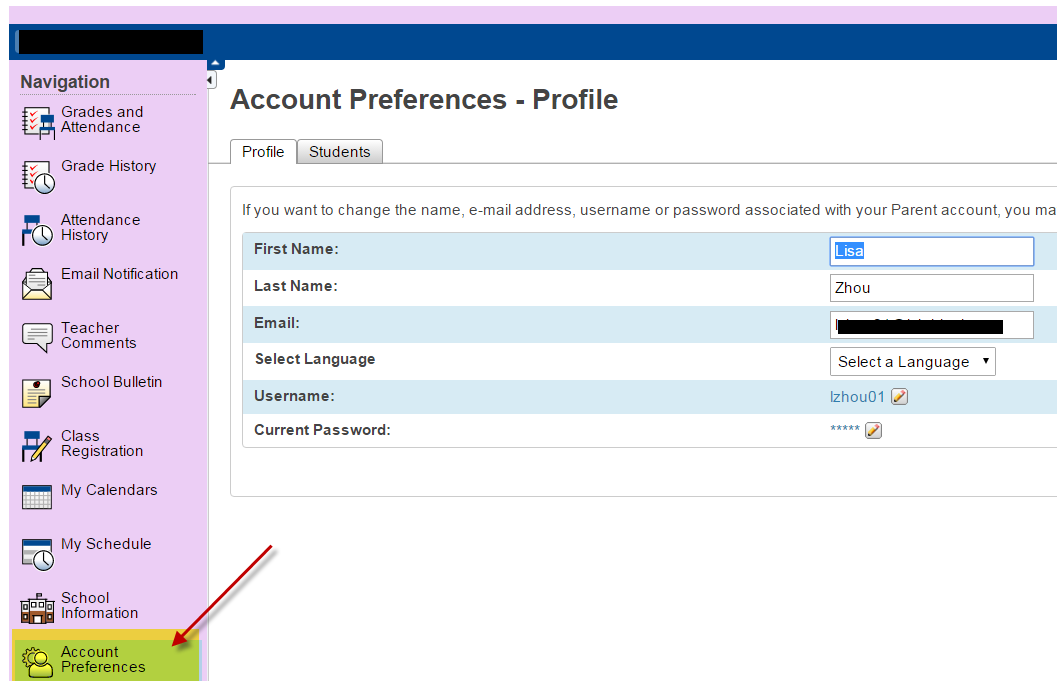 Navigation
Grades and
Attendance
Grade History
Attendance
History
Email Notification
Teacher
Comments
School Bulletin
Class
Registration
My Calendars
My Schedule
School
Information
Account
Preferences
Account Preferences - Profile
Profile Students
If you want to change the name, e-mail address, username or password associated with your Parent account, you ma
First Name: Lisa
Last Name: Zhou
Email:
Select Language Select a Language
Username: lzhou01
Current Password: *****